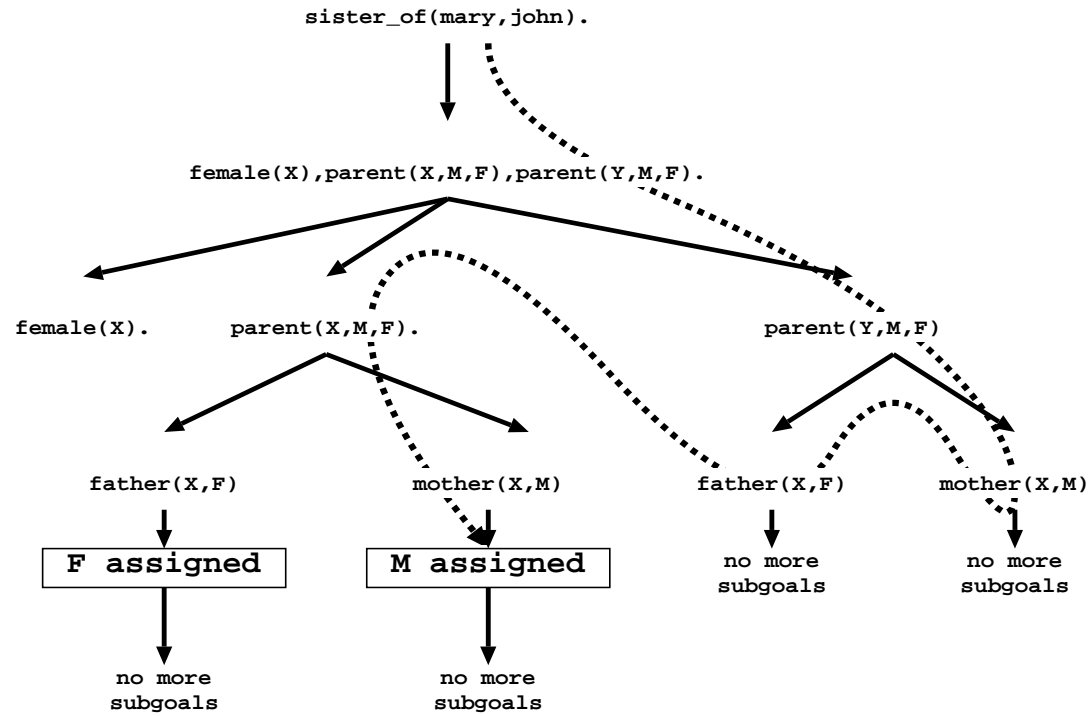 sister_of(mary,john).
female(X),parent(X,M,F),parent(Y,M,F).
female(X).
parent(X,M,F).
parent(Y,M,F)
father(X,F)
mother(X,M)
father(X,F)
mother(X,M)
F assigned
M assigned
no more
subgoals
no more
subgoals
no more
subgoals
no more
subgoals